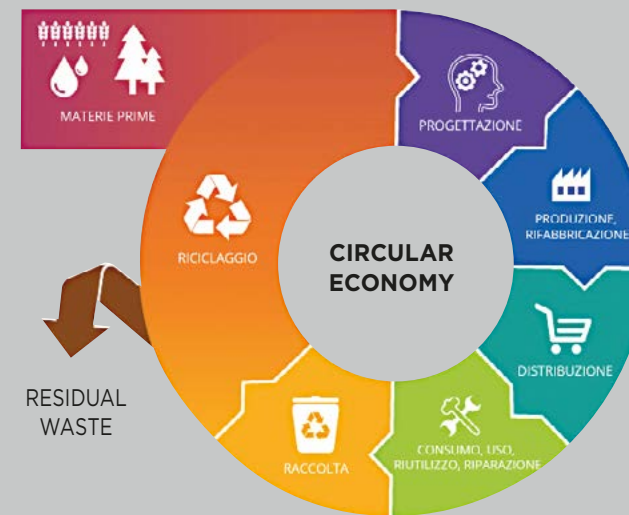 MATERIE PRIME
PROGETTAZIONE
PRODUZIONE,
RIFABBRICAZIONE
DISTRIBUZIONE
CONSUMO, USO,
RIUTILIZZO, RIPARAZIONE
RACCOLTA
RICICLAGGIO
CIRCULAR
ECONOMY
RESIDUAL
WASTE